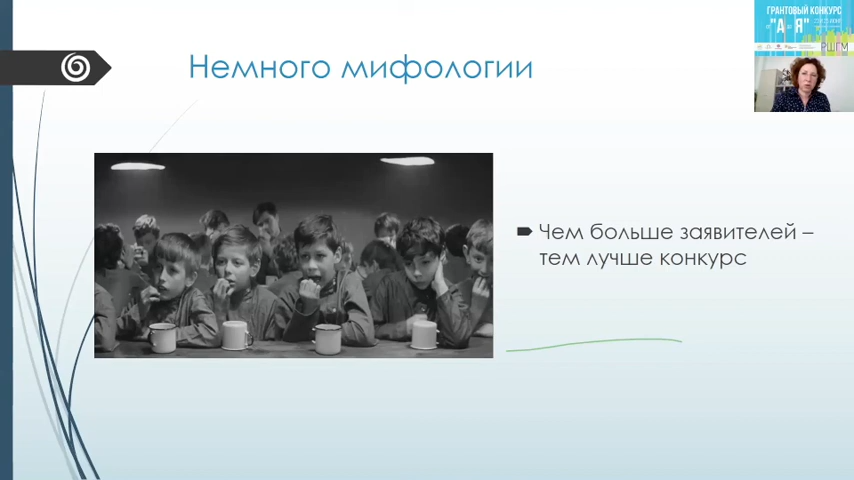 Немного мифологии
ГРАНТОВЫЙ КОНКУРС
"А Я"
РШГМ
Чем больше заявителей –
тем лучше конкурс